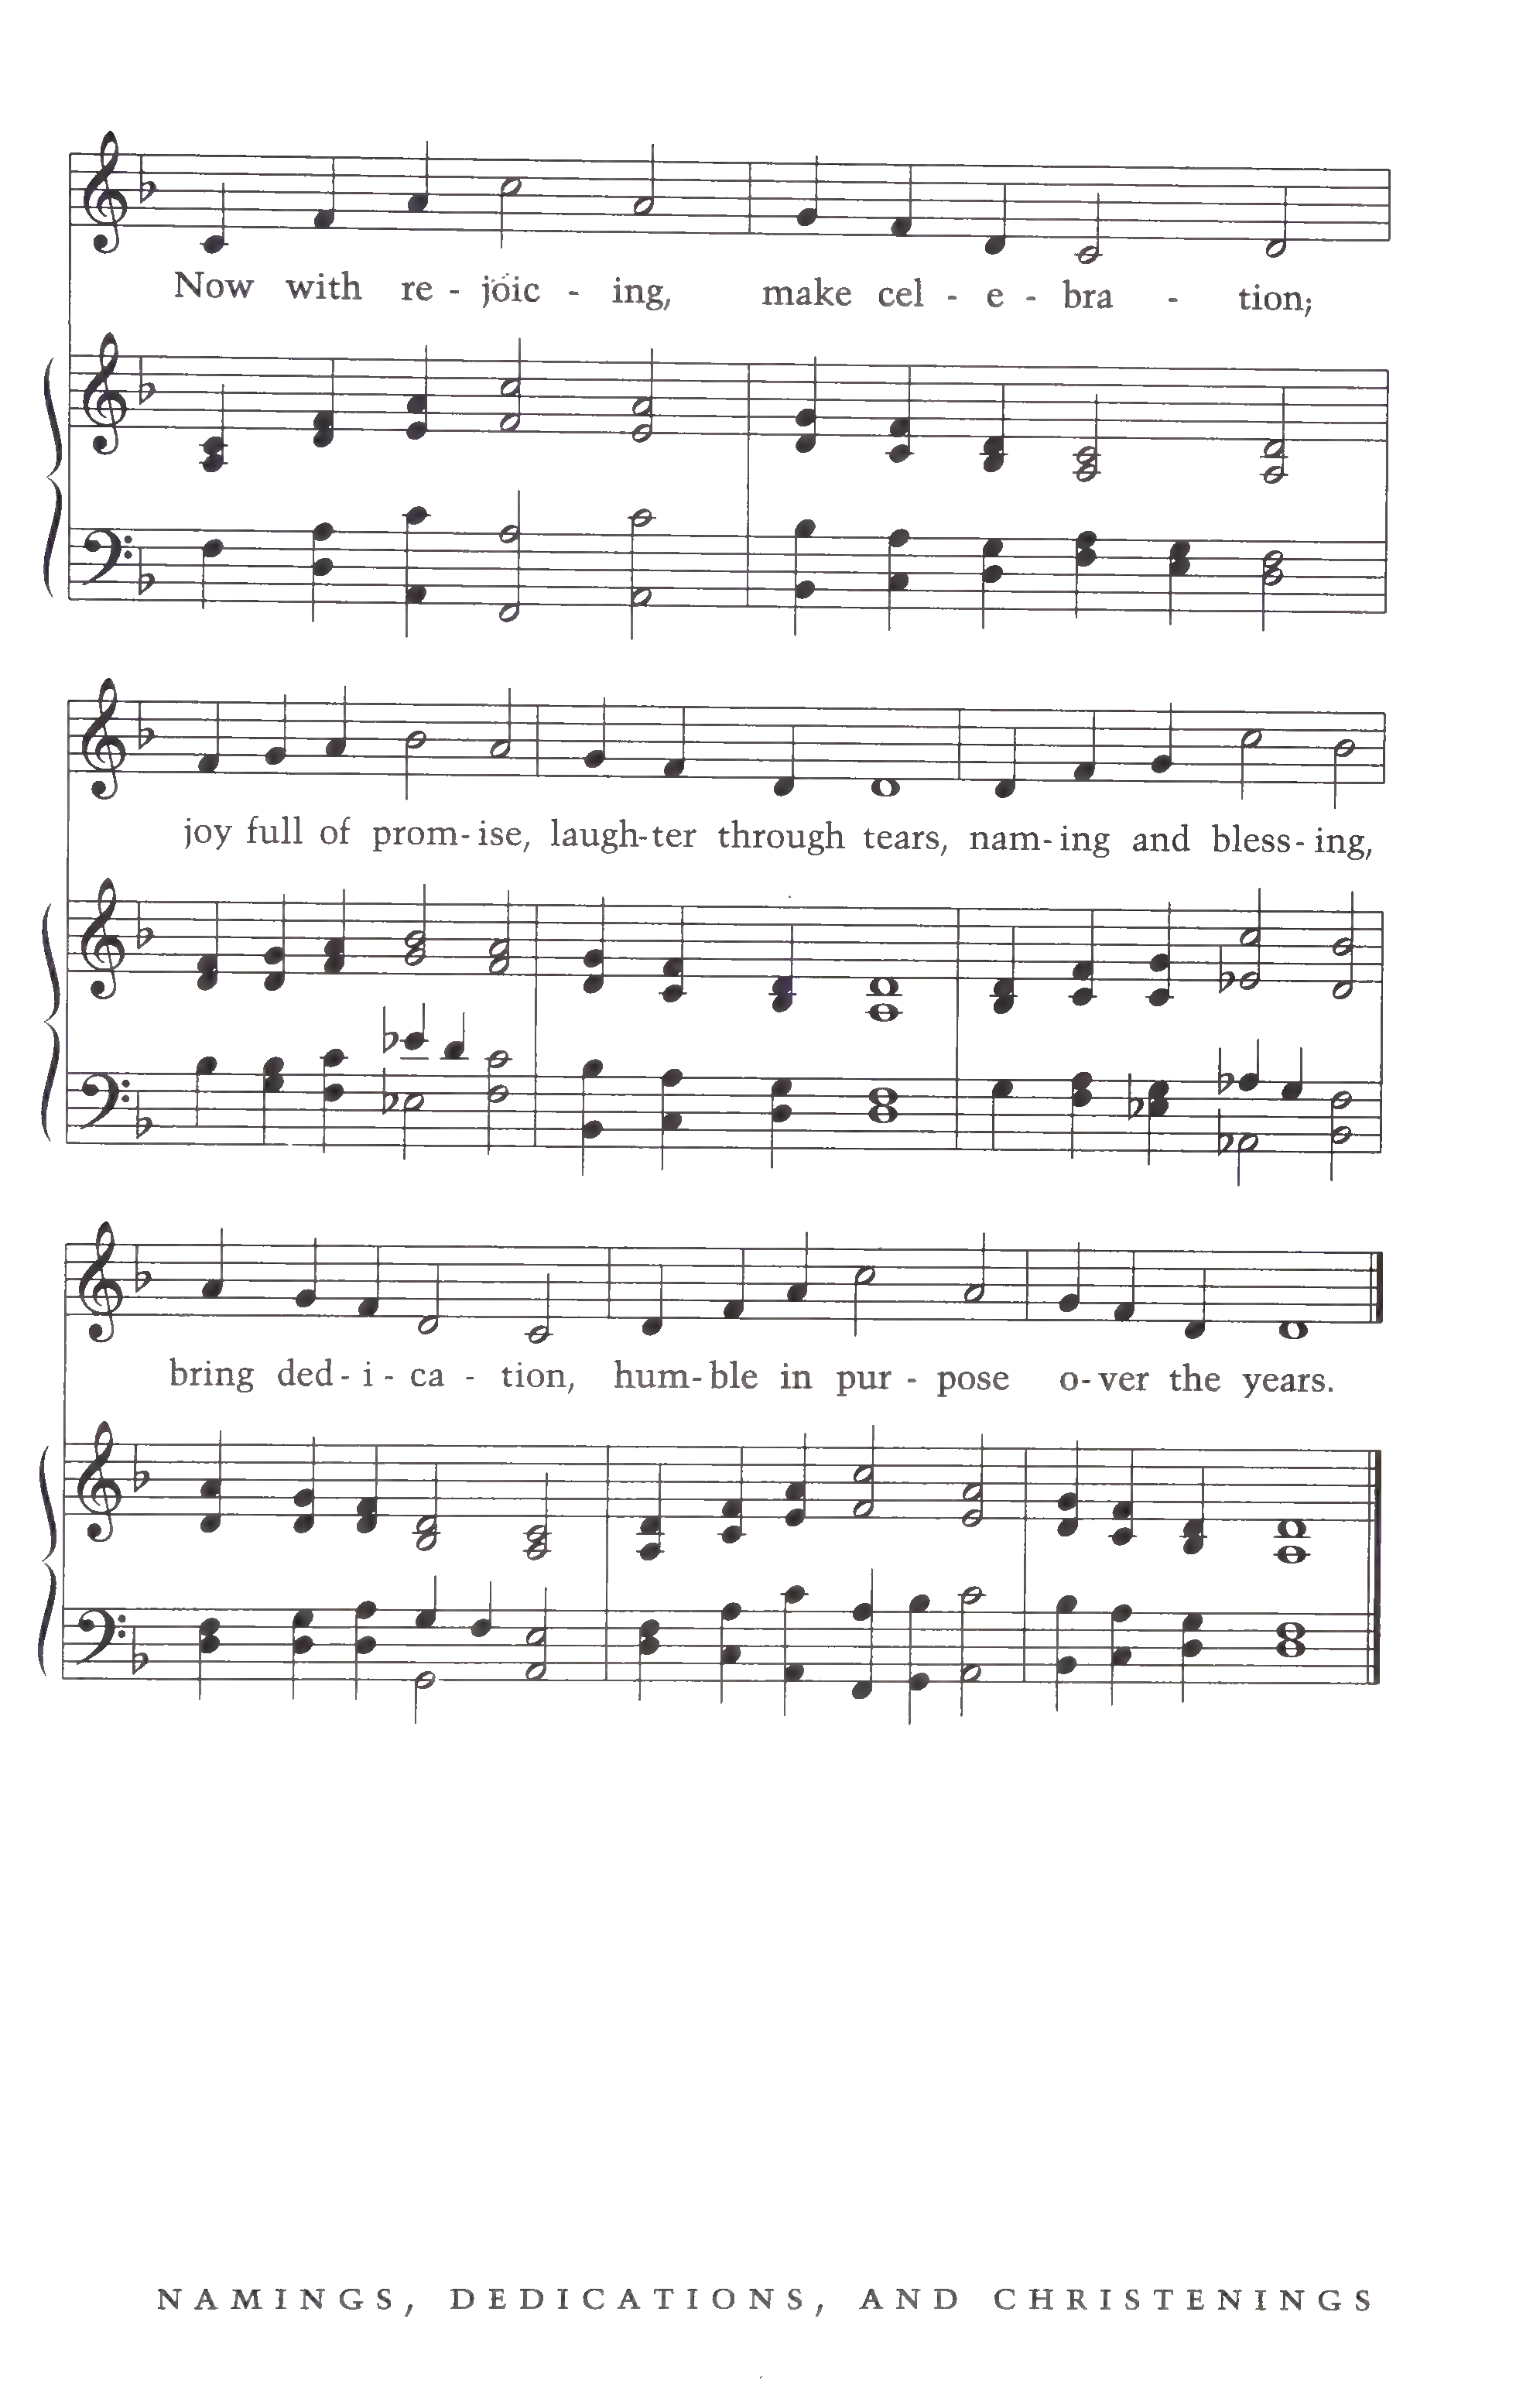 Now with re - joic - ing, make cel - e - bra - tion;
joy full of prom - ise, laugh - ter through tears, nam - ing and bless - ing,
bring ded - i - ca - tion, hum - ble in pur - pose o - ver the years.
NAMINGS, DEDICATIONS, AND CHRISTENINGS